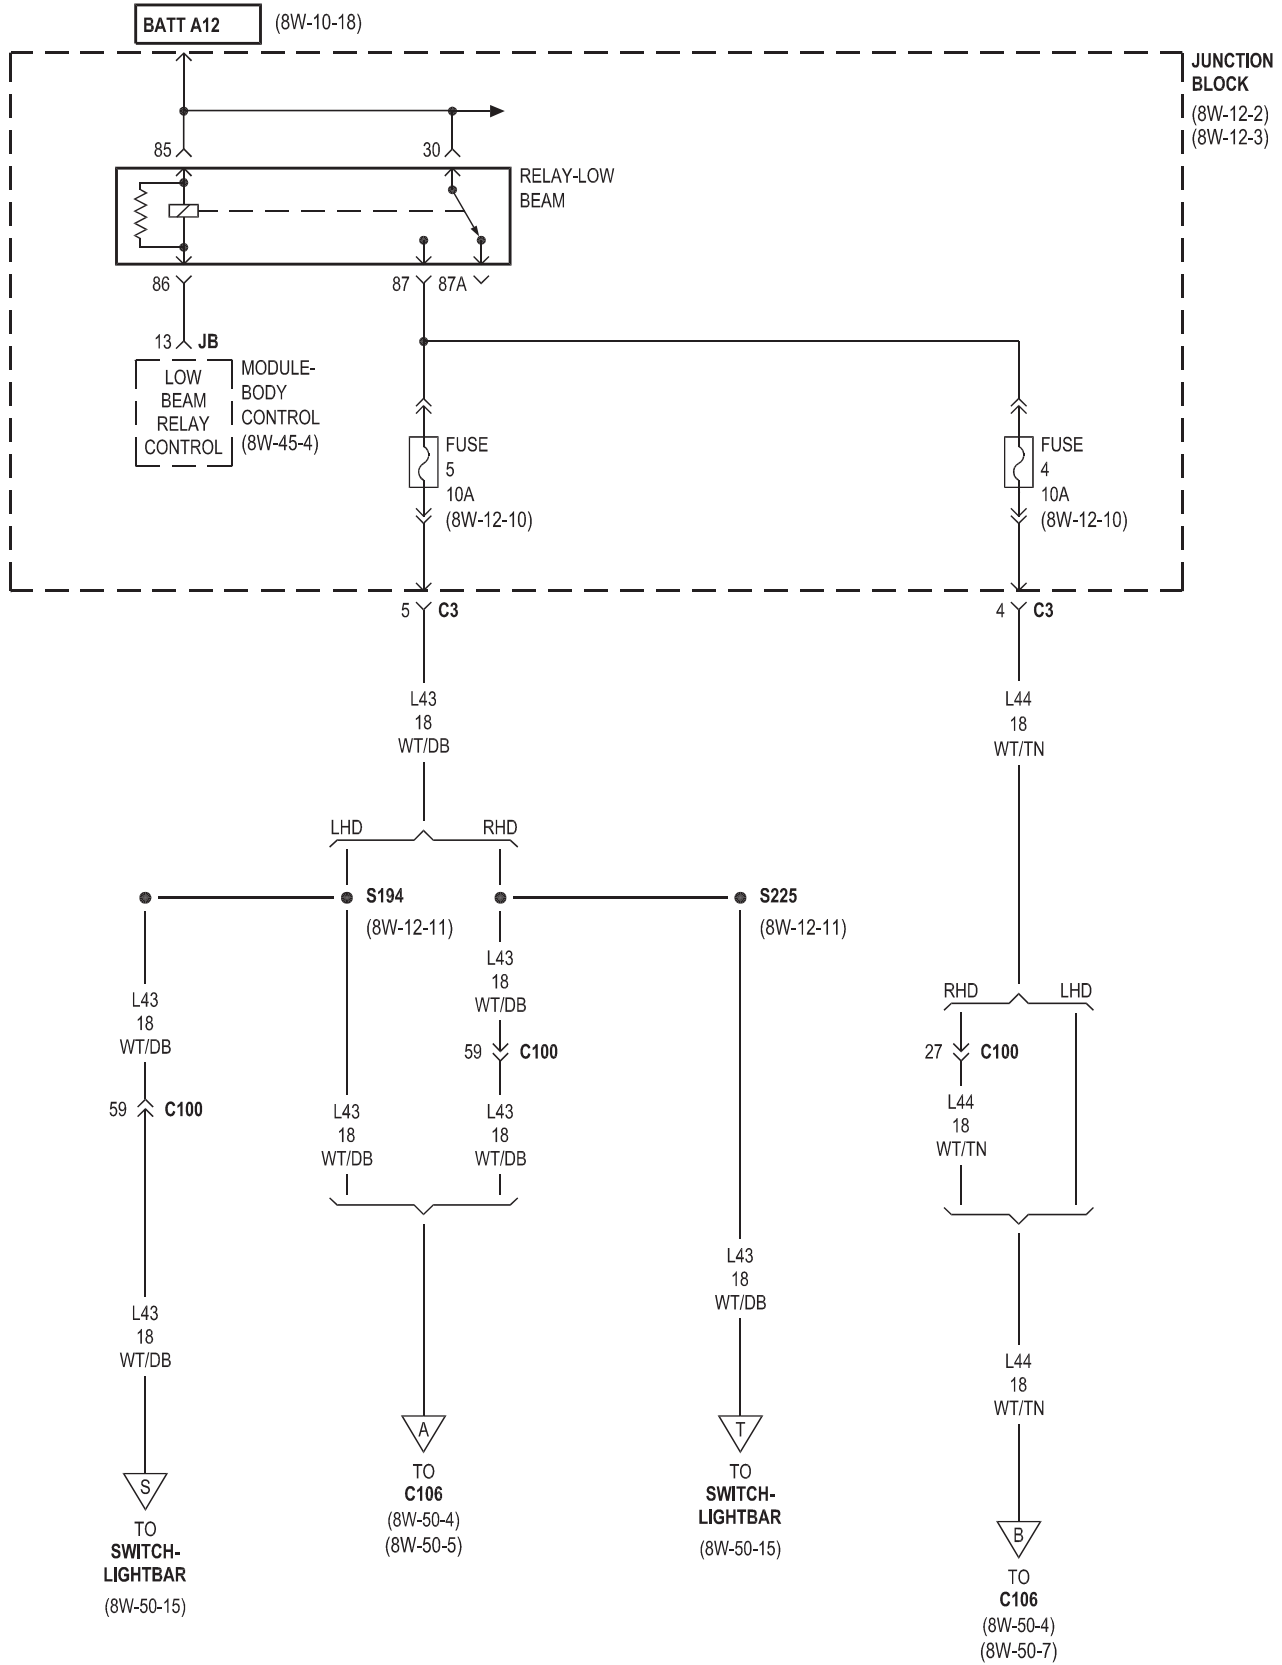 BATT A12
(8W-10-18)
JUNCTION
BLOCK
(8W-12-2)
(8W-12-3)
85
30
RELAY-LOW
BEAM
86
87
87A
13
JB
LOW
BEAM
RELAY
CONTROL
MODULE-
BODY
CONTROL
(8W-45-4)
FUSE
5
10A
(8W-12-10)
FUSE
4
10A
(8W-12-10)
5
C3
4
C3
L43
18
WT/DB
L44
18
WT/TN
LHD
RHD
S194
(8W-12-11)
S225
(8W-12-11)
L43
18
WT/DB
L43
18
WT/DB
RHD
LHD
59
C100
27
C100
59
C100
L43
18
WT/DB
L43
18
WT/DB
L44
18
WT/TN
L43
18
WT/DB
L43
18
WT/DB
L44
18
WT/TN
A
TO
C106
(8W-50-4)
(8W-50-5)
T
TO
SWITCH-
LIGHTBAR
(8W-50-15)
S
TO
SWITCH-
LIGHTBAR
(8W-50-15)
B
TO
C106
(8W-50-4)
(8W-50-7)